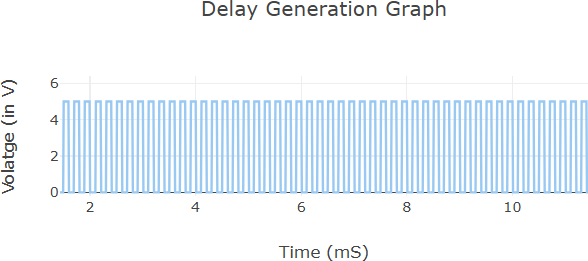 Delay Generation Graph
Volatge (in V)
6
4
2
0
2 4 6 8 10
Time (mS)